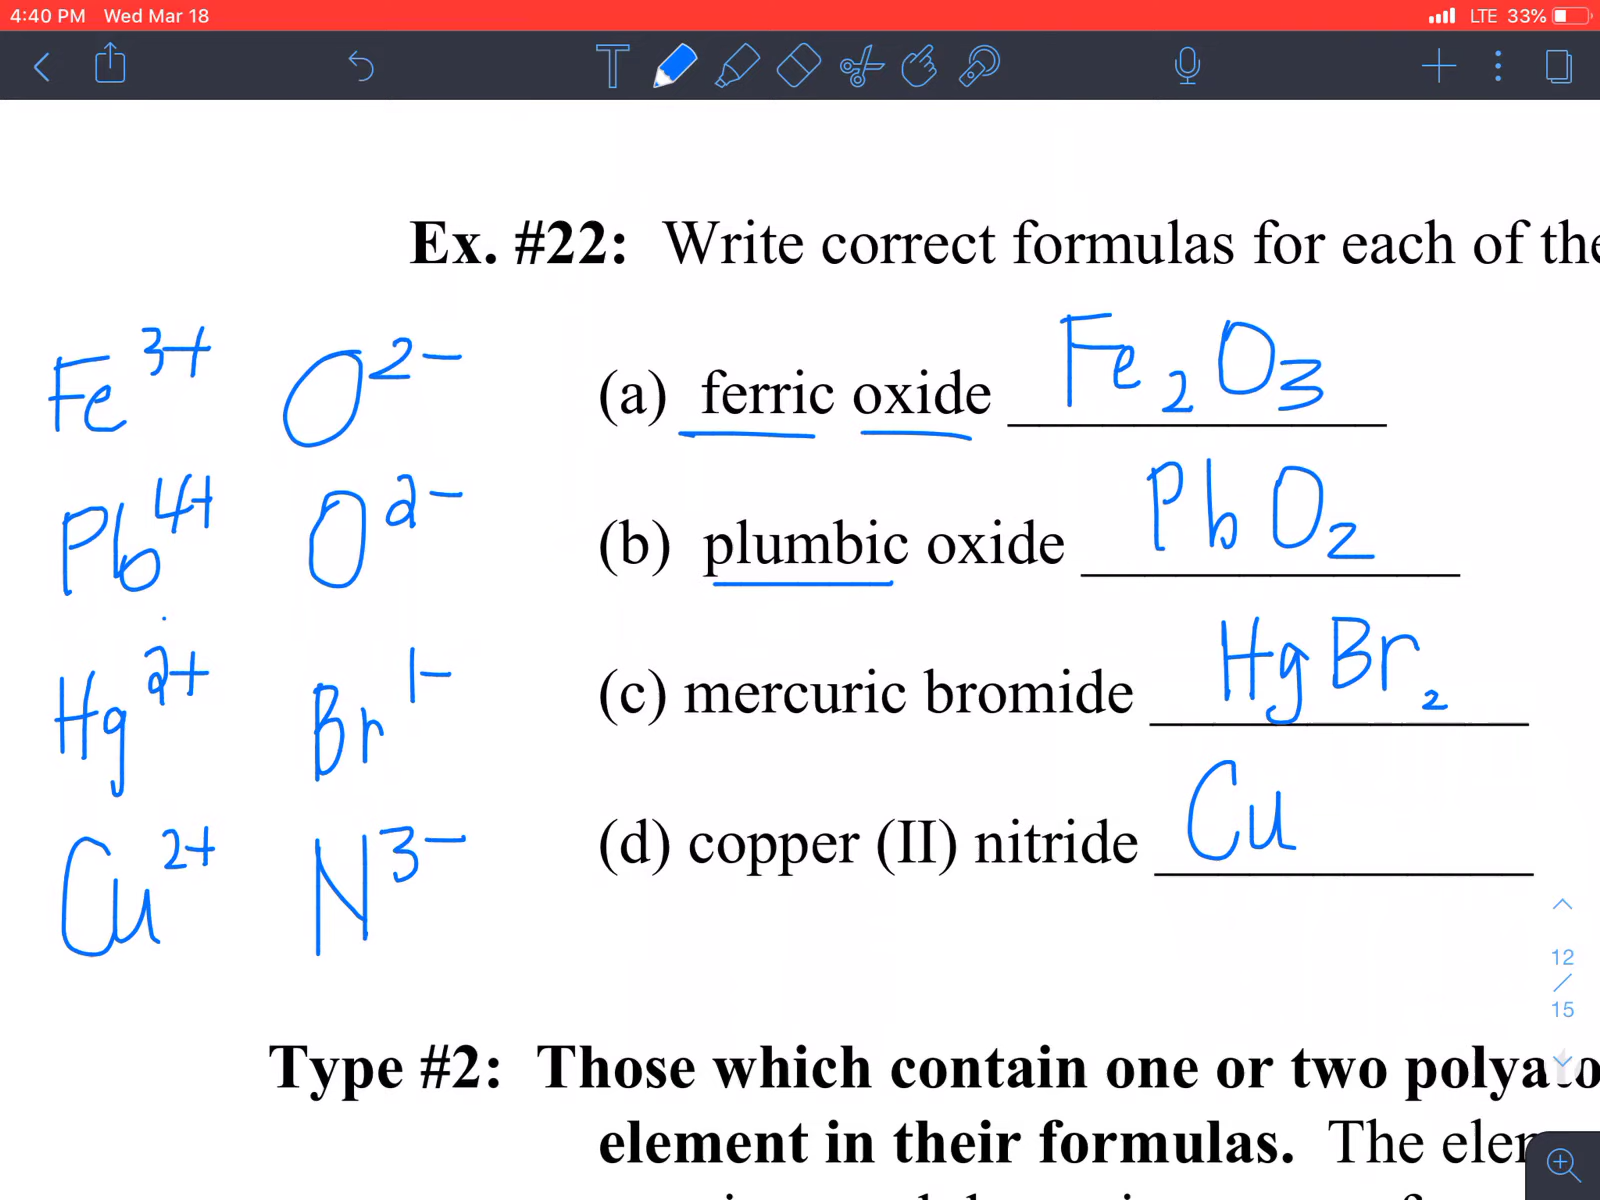 4:40 PM Wed Mar 18 LTE 33%
T
Ex. #22: Write correct formulas for each of the
Fe3+ O2− (a) ferric oxide Fe2O3
Pb4+ O2− (b) plumbic oxide PbO2
Hg2+ Br1− (c) mercuric bromide HgBr2
Cu2+ N3− (d) copper (II) nitride Cu
12
/
15
Type #2: Those which contain one or two polyato
element in their formulas. The elem